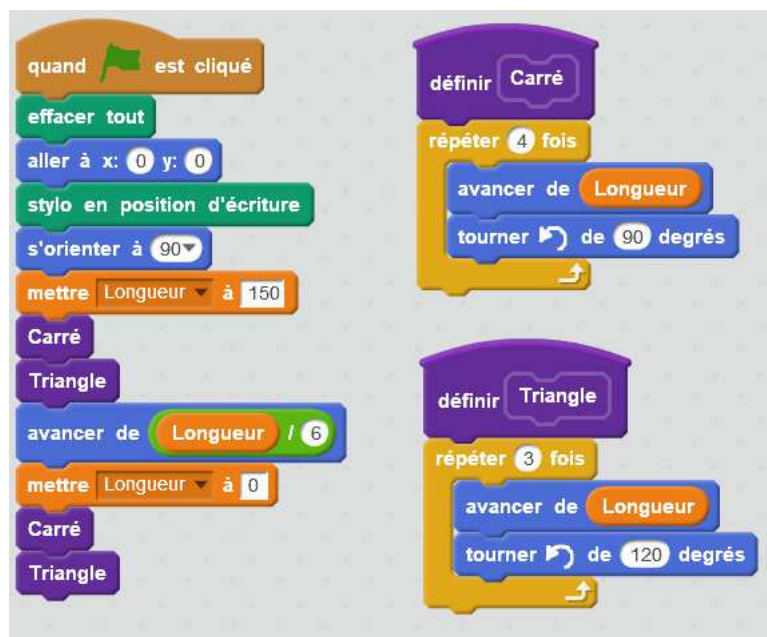 quand est cliqué
effacer tout
aller à x: 0 y: 0
stylo en position d'écriture
s'orienter à 90
mettre Longueur à 150
Carré
Triangle
avancer de Longueur / 6
mettre Longueur à 0
Carré
Triangle
définir Carré
répéter 4 fois
avancer de Longueur
tourner de 90 degrés
définir Triangle
répéter 3 fois
avancer de Longueur
tourner de 120 degrés